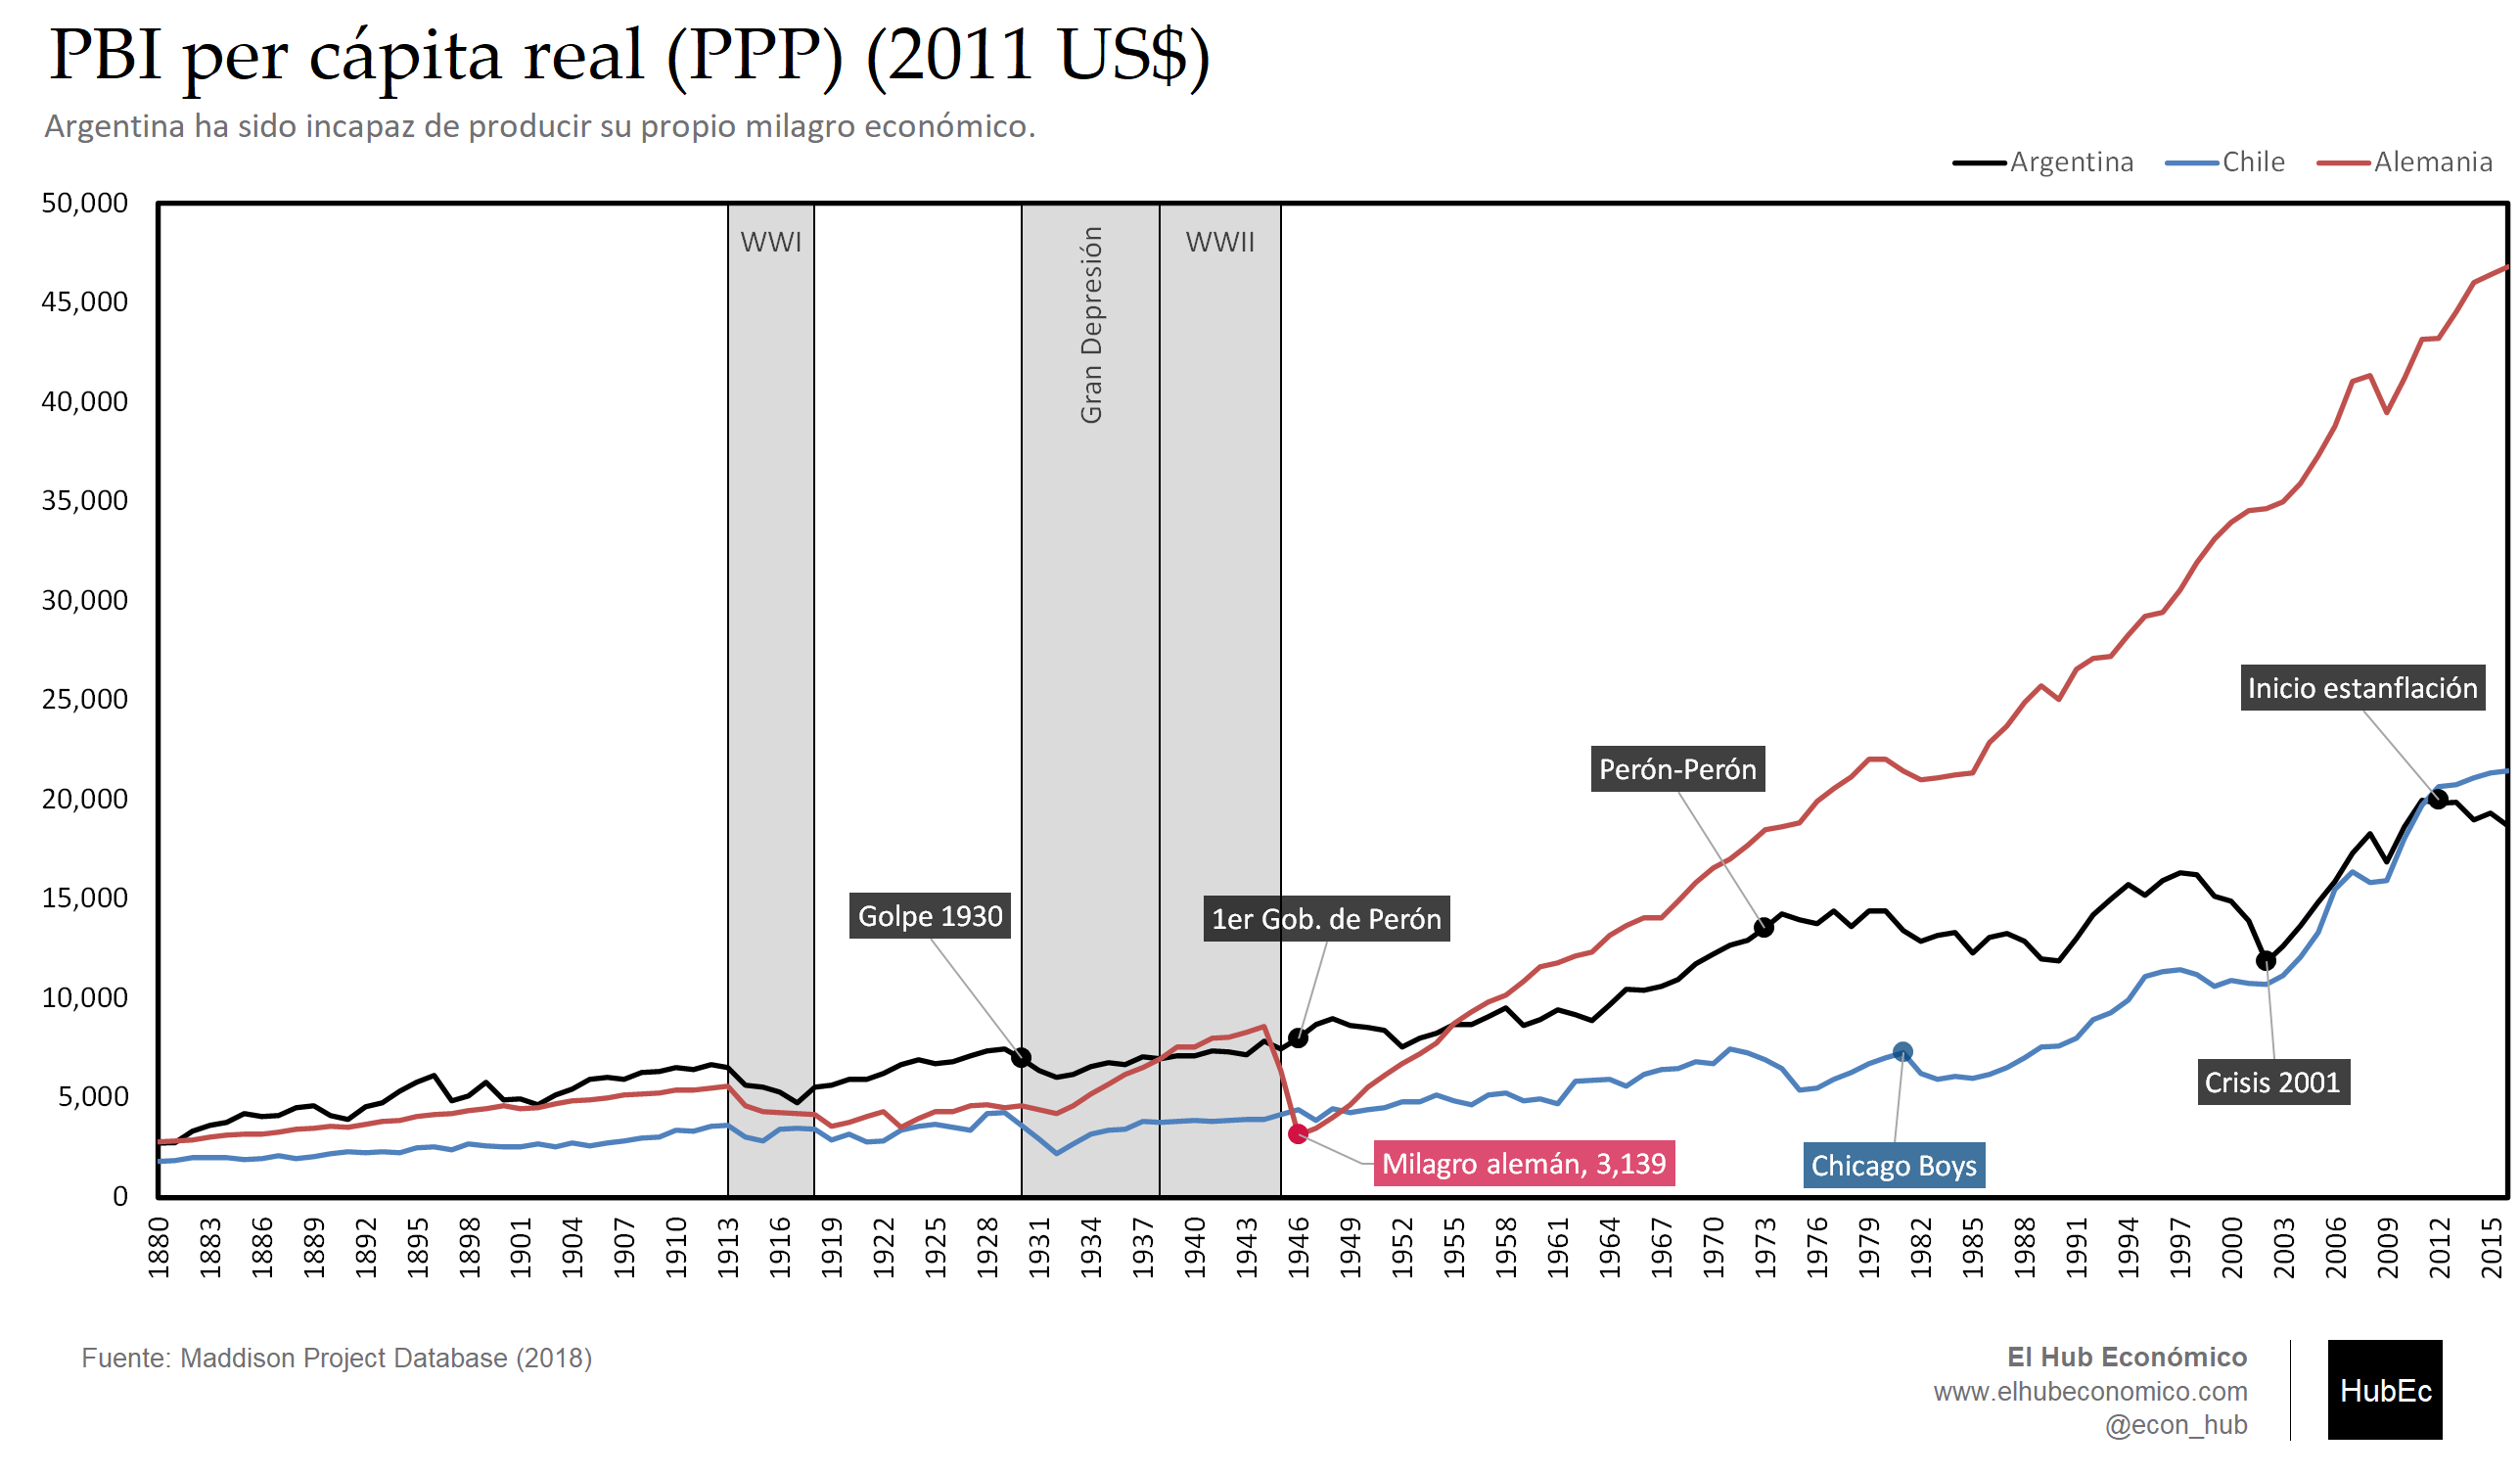 PBI per cápita real (PPP) (2011 US$)
Argentina ha sido incapaz de producir su propio milagro económico.
Argentina
Chile
Alemania
50,000
45,000
40,000
35,000
30,000
25,000
20,000
15,000
10,000
5,000
0
WWI
Gran Depresión
WWII
Golpe 1930
1er Gob. de Perón
Perón-Perón
Inicio estanflación
Crisis 2001
Milagro alemán, 3,139
Chicago Boys
1880
1883
1886
1889
1892
1895
1898
1901
1904
1907
1910
1913
1916
1919
1922
1925
1928
1931
1934
1937
1940
1943
1946
1949
1952
1955
1958
1961
1964
1967
1970
1973
1976
1979
1982
1985
1988
1991
1994
1997
2000
2003
2006
2009
2012
2015
Fuente: Maddison Project Database (2018)
El Hub Económico
www.elhubeconomico.com
@econ_hub
HubEc